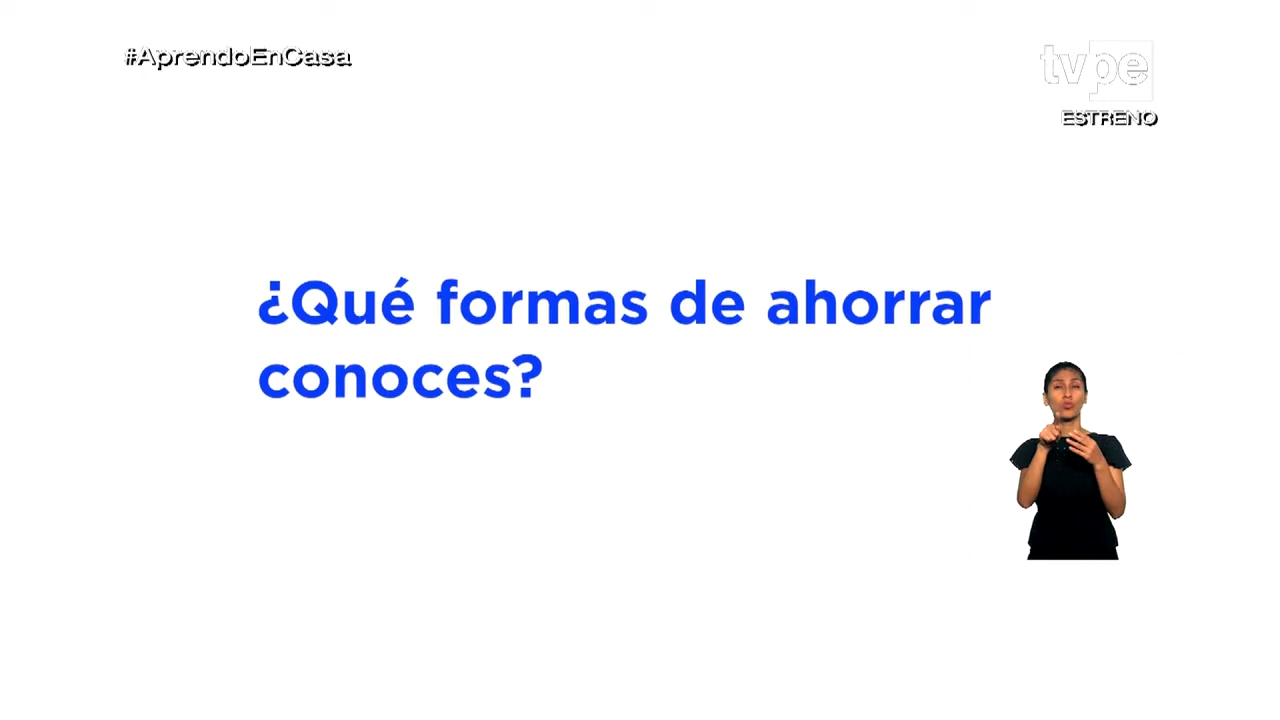 #AprendoEnCasa
tvpe
ESTRENO
¿Qué formas de ahorrar
conoces?